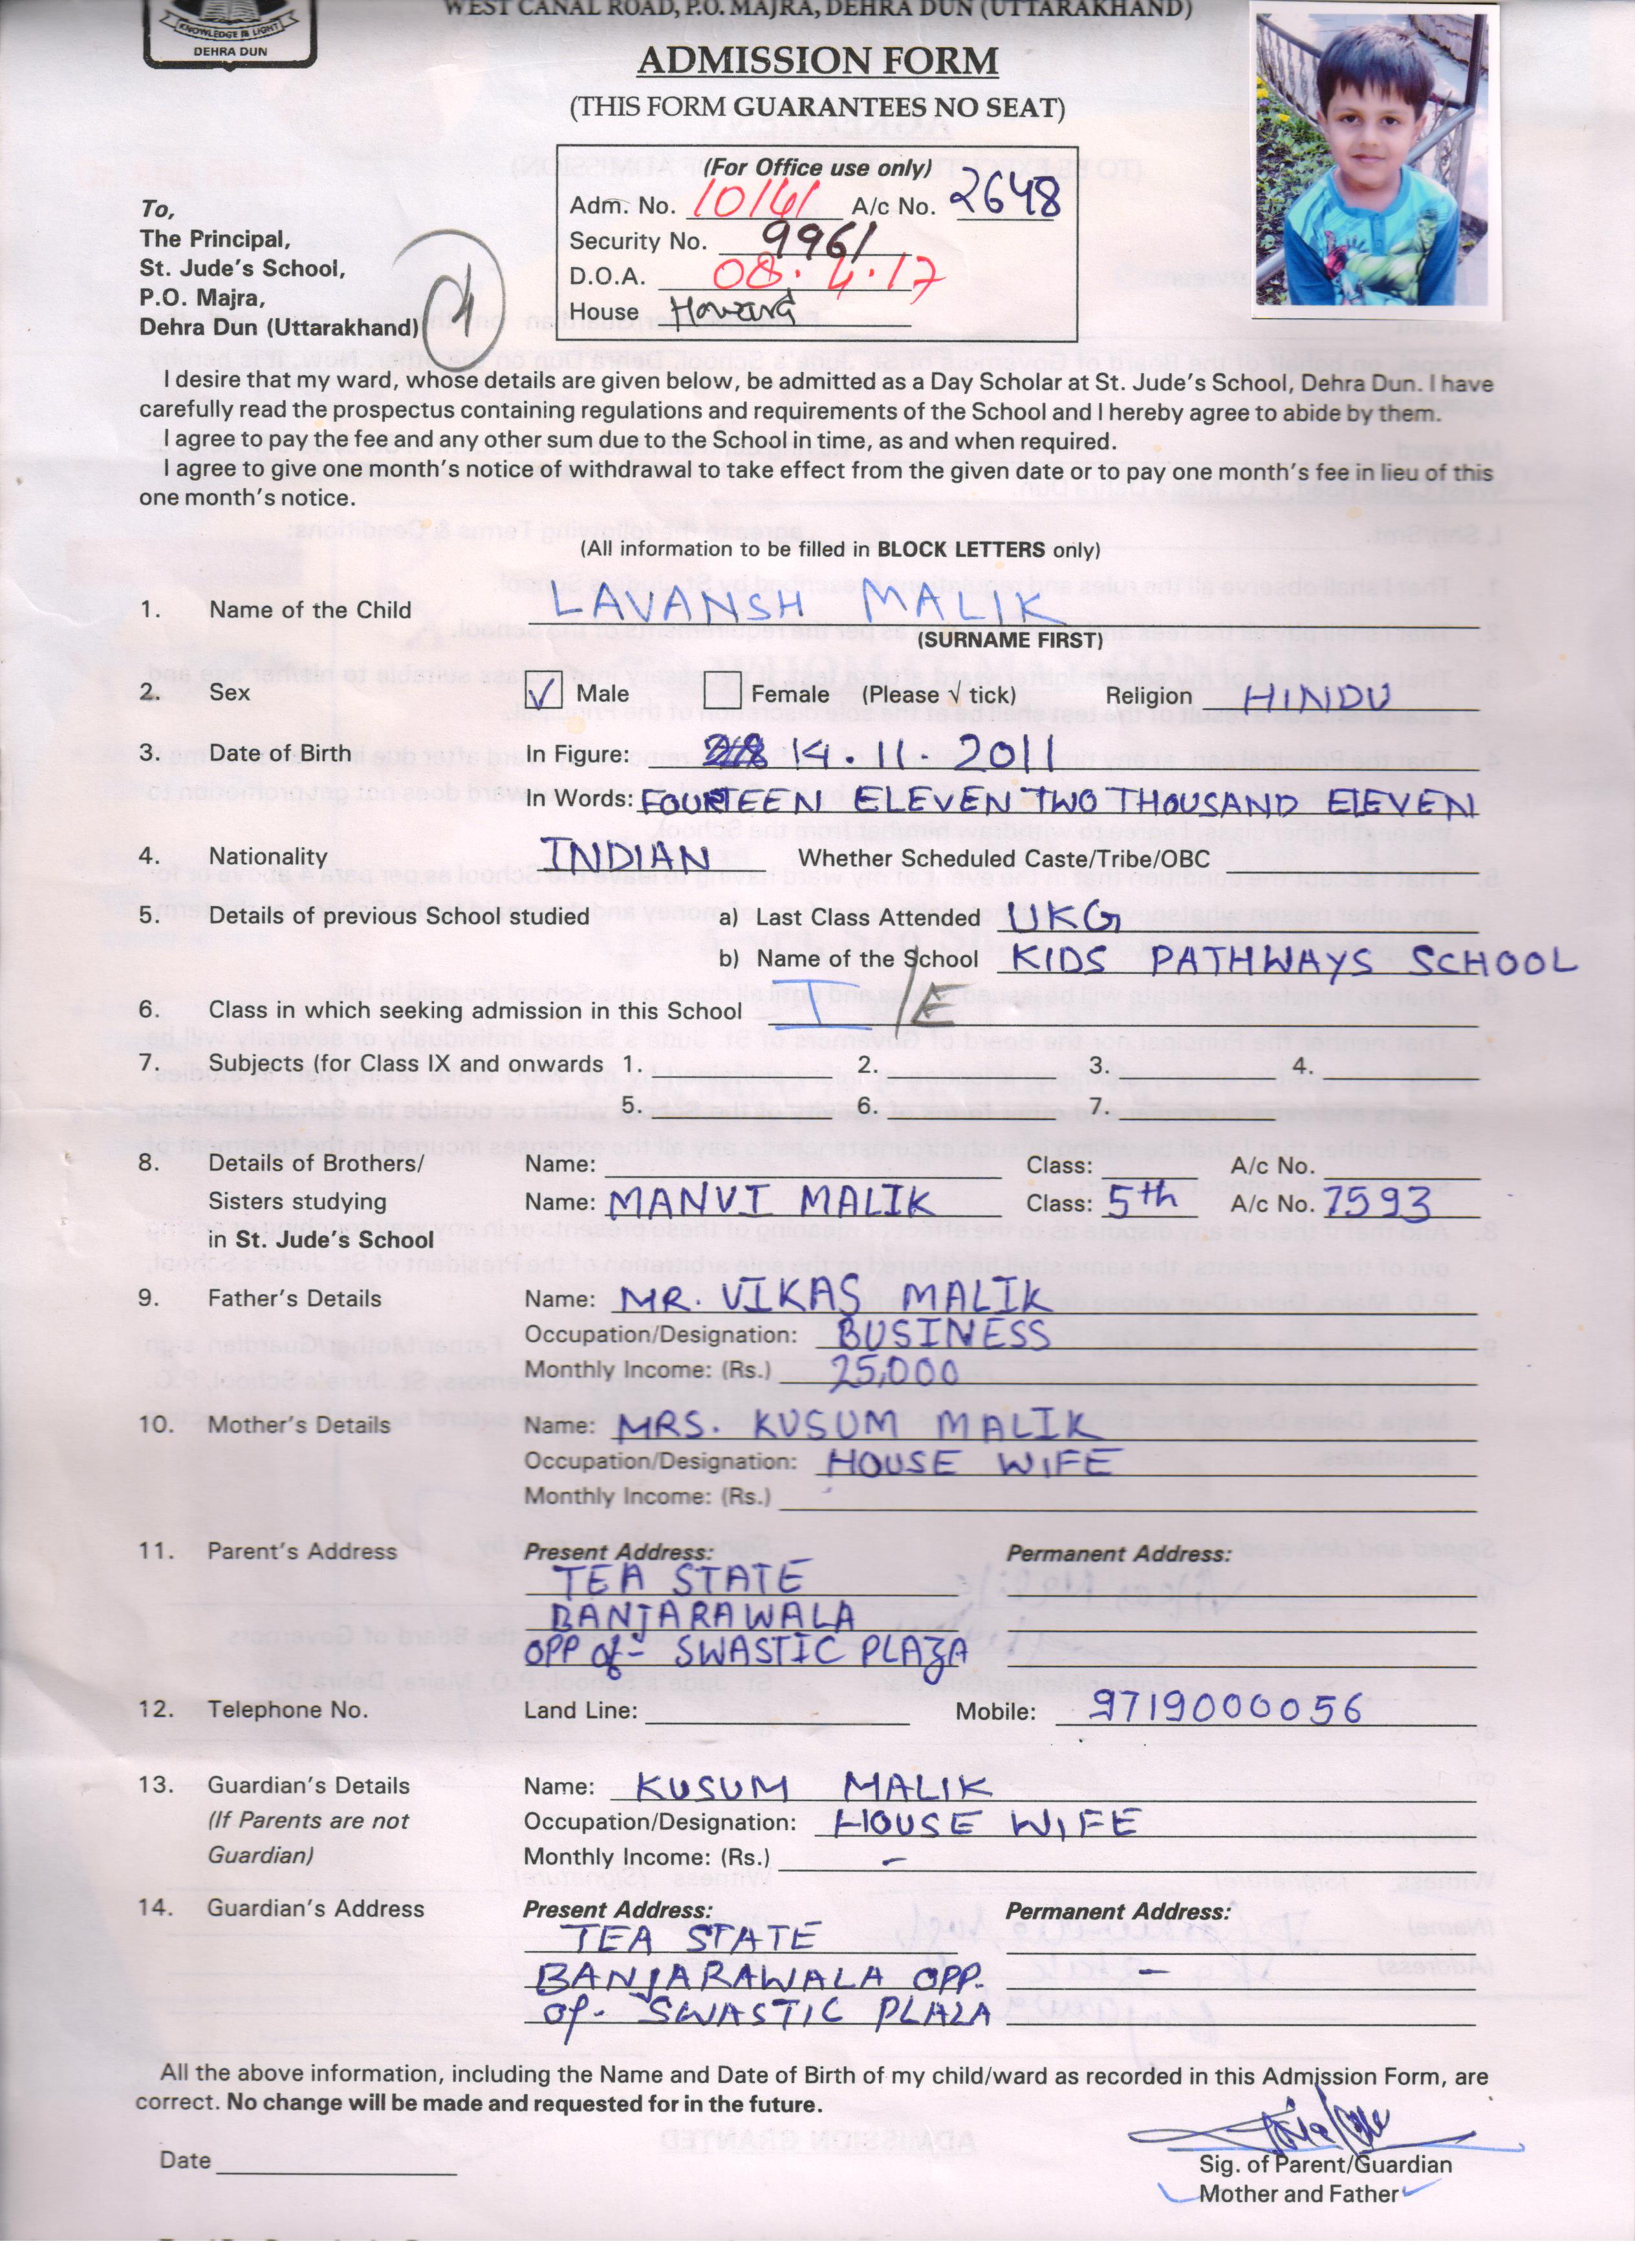 WEST CANAL ROAD, P.O. MAJRA, DEHRA DUN (UTTARAKHAND)
KNOWLEDGE IS LIGHT
DEHRA DUN
ADMISSION FORM
(THIS FORM GUARANTEES NO SEAT)
(For Office use only)
Adm. No. 10141 A/c No. 2648
Security No. 9961
D.O.A. 08.4.17
House Howard
To,
The Principal,
St. Jude's School,
P.O. Majra,
Dehra Dun (Uttarakhand)
I desire that my ward, whose details are given below, be admitted as a Day Scholar at St. Jude's School, Dehra Dun. I have
carefully read the prospectus containing regulations and requirements of the School and I hereby agree to abide by them.
I agree to pay the fee and any other sum due to the School in time, as and when required.
I agree to give one month's notice of withdrawal to take effect from the given date or to pay one month's fee in lieu of this
one month's notice.
(All information to be filled in BLOCK LETTERS only)
1. Name of the Child LAVANSH MALIK
(SURNAME FIRST)
2. Sex √ Male Female (Please √ tick) Religion HINDU
3. Date of Birth In Figure: 14.11.2011
In Words: FOURTEEN ELEVEN TWO THOUSAND ELEVEN
4. Nationality INDIAN Whether Scheduled Caste/Tribe/OBC
5. Details of previous School studied a) Last Class Attended UKG
b) Name of the School KIDS PATHWAYS SCHOOL
6. Class in which seeking admission in this School I/E
7. Subjects (for Class IX and onwards 1. 2. 3. 4.
5. 6. 7.
8. Details of Brothers/ Name: Class: A/c No.
Sisters studying Name: MANVI MALIK Class: 5th A/c No. 7593
in St. Jude's School
9. Father's Details Name: MR. VIKAS MALIK
Occupation/Designation: BUSINESS
Monthly Income: (Rs.) 25,000
10. Mother's Details Name: MRS. KUSUM MALIK
Occupation/Designation: HOUSE WIFE
Monthly Income: (Rs.)
11. Parent's Address Present Address: Permanent Address:
TEA STATE
BANJARAWALA
OPP of- SWASTIC PLAZA
12. Telephone No. Land Line: Mobile: 9719000056
13. Guardian's Details Name: KUSUM MALIK
(If Parents are not Occupation/Designation: HOUSE WIFE
Guardian) Monthly Income: (Rs.) -
14. Guardian's Address Present Address: Permanent Address:
TEA STATE
BANJARAWALA OPP. -
of- SWASTIC PLAZA
All the above information, including the Name and Date of Birth of my child/ward as recorded in this Admission Form, are
correct. No change will be made and requested for in the future.
Date
Sig. of Parent/Guardian
Mother and Father